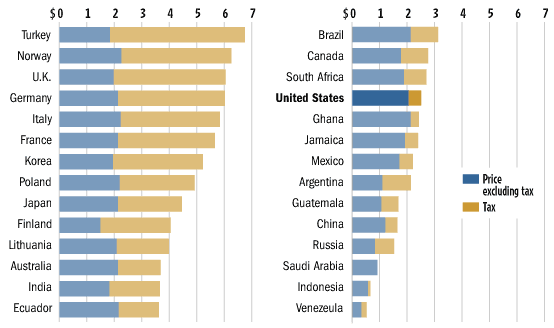 $ 0 1 2 3 4 5 6 7
Turkey
Norway
U.K.
Germany
Italy
France
Korea
Poland
Japan
Finland
Lithuania
Australia
India
Ecuador
$ 0 1 2 3 4 5 6 7
Brazil
Canada
South Africa
United States
Ghana
Jamaica
Mexico
Argentina
Guatemala
China
Russia
Saudi Arabia
Indonesia
Venezeula
Price
excluding tax
Tax